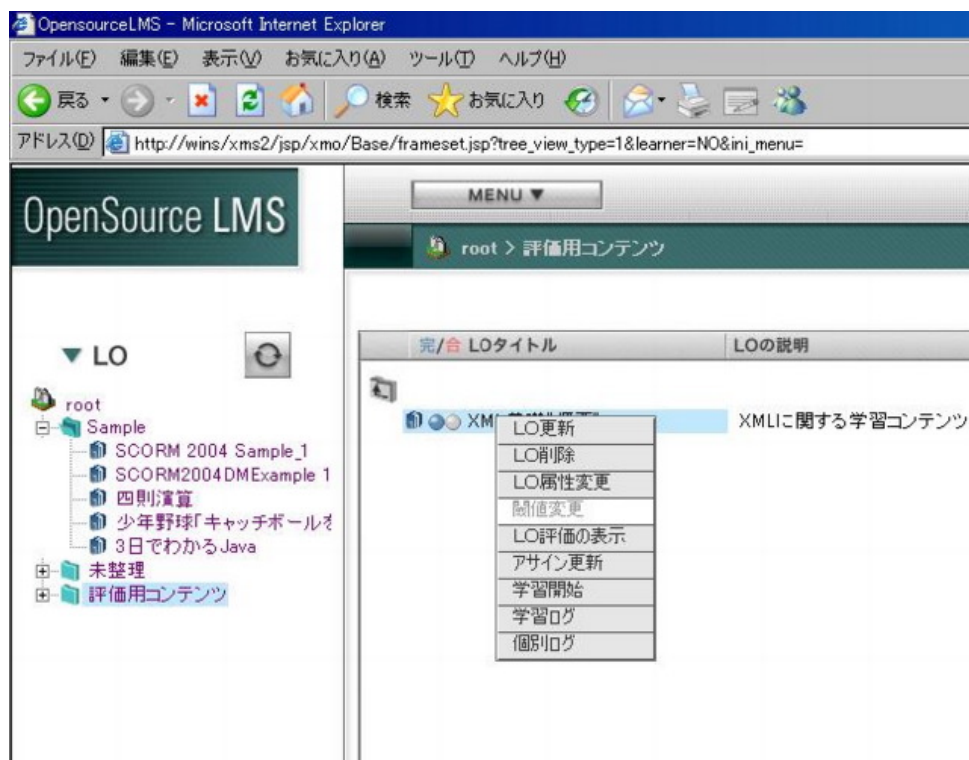 OpensourceLMS - Microsoft Internet Explorer
ファイル(F) 編集(E) 表示(V) お気に入り(A) ツール(T) ヘルプ(H)
戻る 検索 お気に入り
アドレス(D) http://wins/xms2/jsp/xmo/Base/frameset.jsp?tree_view_type=1&learner=NO&ini_menu=
OpenSource LMS
MENU ▼
root > 評価用コンテンツ
▼ LO
root
Sample
SCORM 2004 Sample_1
SCORM2004DMExample 1
四則演算
少年野球「キャッチボールを
3日でわかるJava
未整理
評価用コンテンツ
完/合 LOタイトル LOの説明
XML XMLに関する学習コンテンツ
LO更新
LO削除
LO属性変更
閾値変更
LO評価の表示
アサイン更新
学習開始
学習ログ
個別ログ